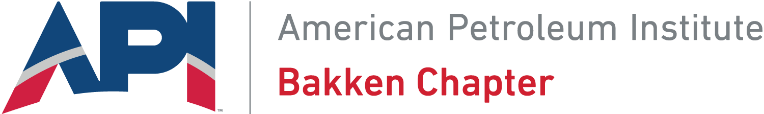 API
American Petroleum Institute
Bakken Chapter